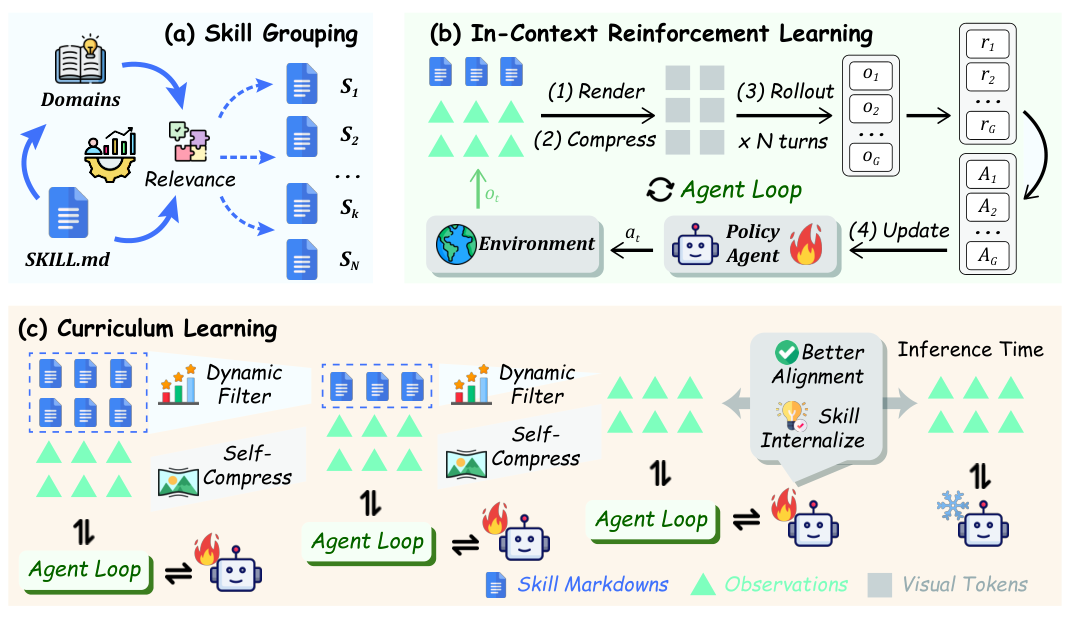 (a) Skill Grouping
Domains
Relevance
SKILL.md
S1
S2
...
Sk
SN
(b) In-Context Reinforcement Learning
(1) Render
(2) Compress
(3) Rollout
x N turns
o1
o2
...
oG
r1
r2
...
rG
A1
A2
...
AG
Agent Loop
ot
Environment
at
Policy
Agent
(4) Update
(c) Curriculum Learning
Dynamic
Filter
Self-
Compress
Agent Loop
Dynamic
Filter
Self-
Compress
Agent Loop
Agent Loop
Better
Alignment
Skill
Internalize
Inference Time
Skill Markdowns
Observations
Visual Tokens